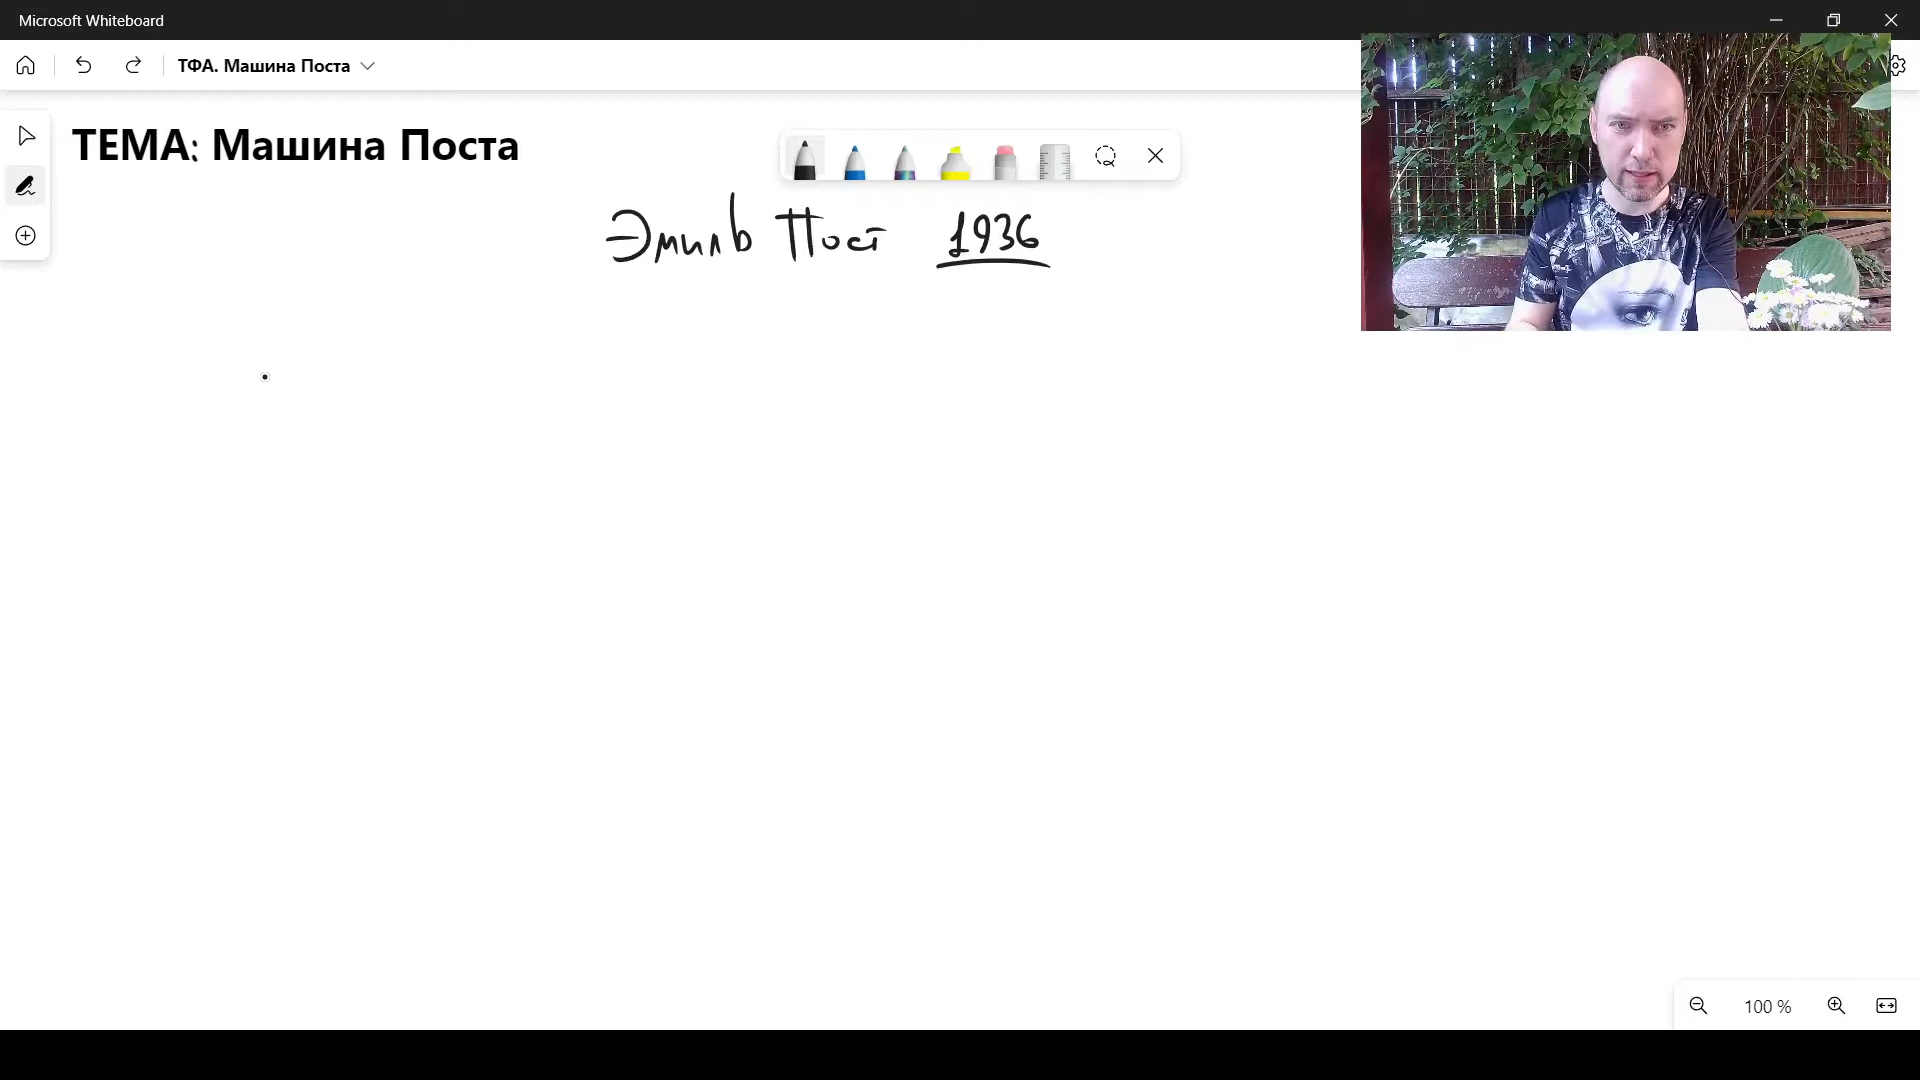 Microsoft Whiteboard
ТФА. Машина Поста
ТЕМА: Машина Поста
Эмиль Пост 1936
100 %